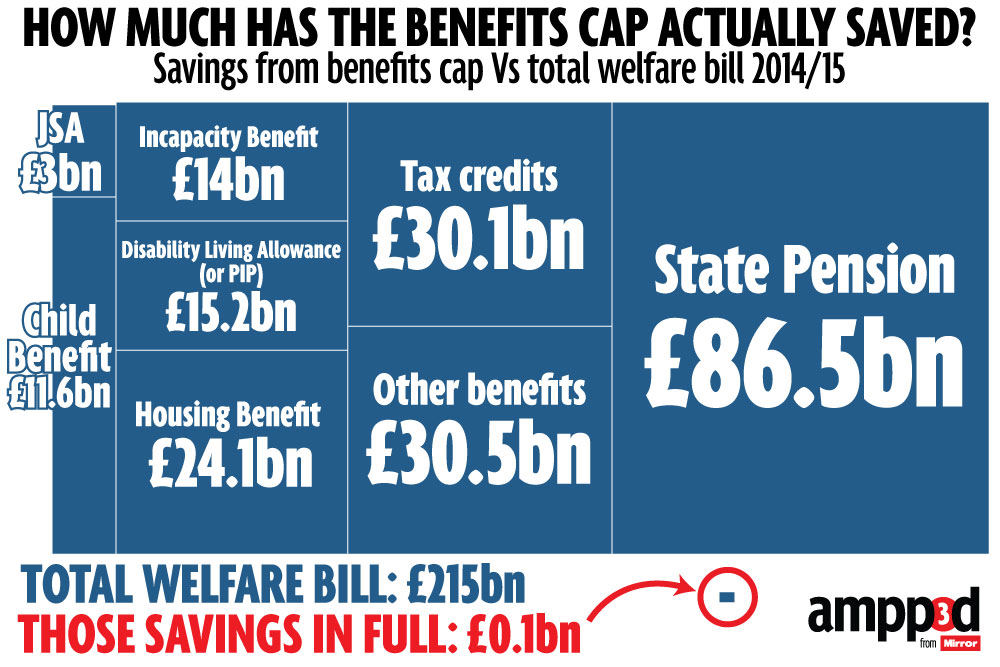 HOW MUCH HAS THE BENEFITS CAP ACTUALLY SAVED?
Savings from benefits cap Vs total welfare bill 2014/15
JSA
£3bn
Child
Benefit
£11.6bn
Incapacity Benefit
£14bn
Disability Living Allowance
(or PIP)
£15.2bn
Housing Benefit
£24.1bn
Tax credits
£30.1bn
Other benefits
£30.5bn
State Pension
£86.5bn
TOTAL WELFARE BILL: £215bn
THOSE SAVINGS IN FULL: £0.1bn
ampp3d
from Mirror